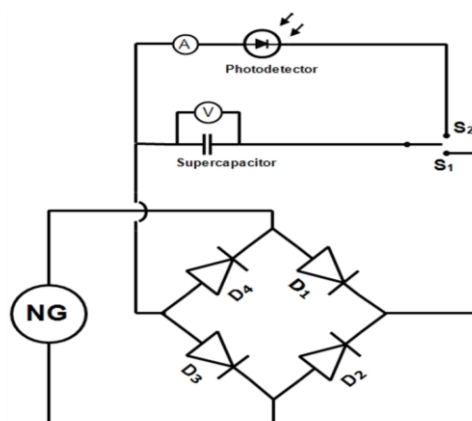 A
Photodetector
V
S2
Supercapacitor
S1
D4
D1
NG
D3
D2